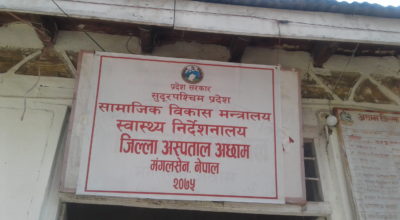 प्रदेश सरकार
सुदूरपश्चिम प्रदेश
सामाजिक विकास मन्त्रालय
स्वास्थ्य निर्देशनालय
जिल्ला अस्पताल अछाम
मंगलसेन, नेपाल
२०७५